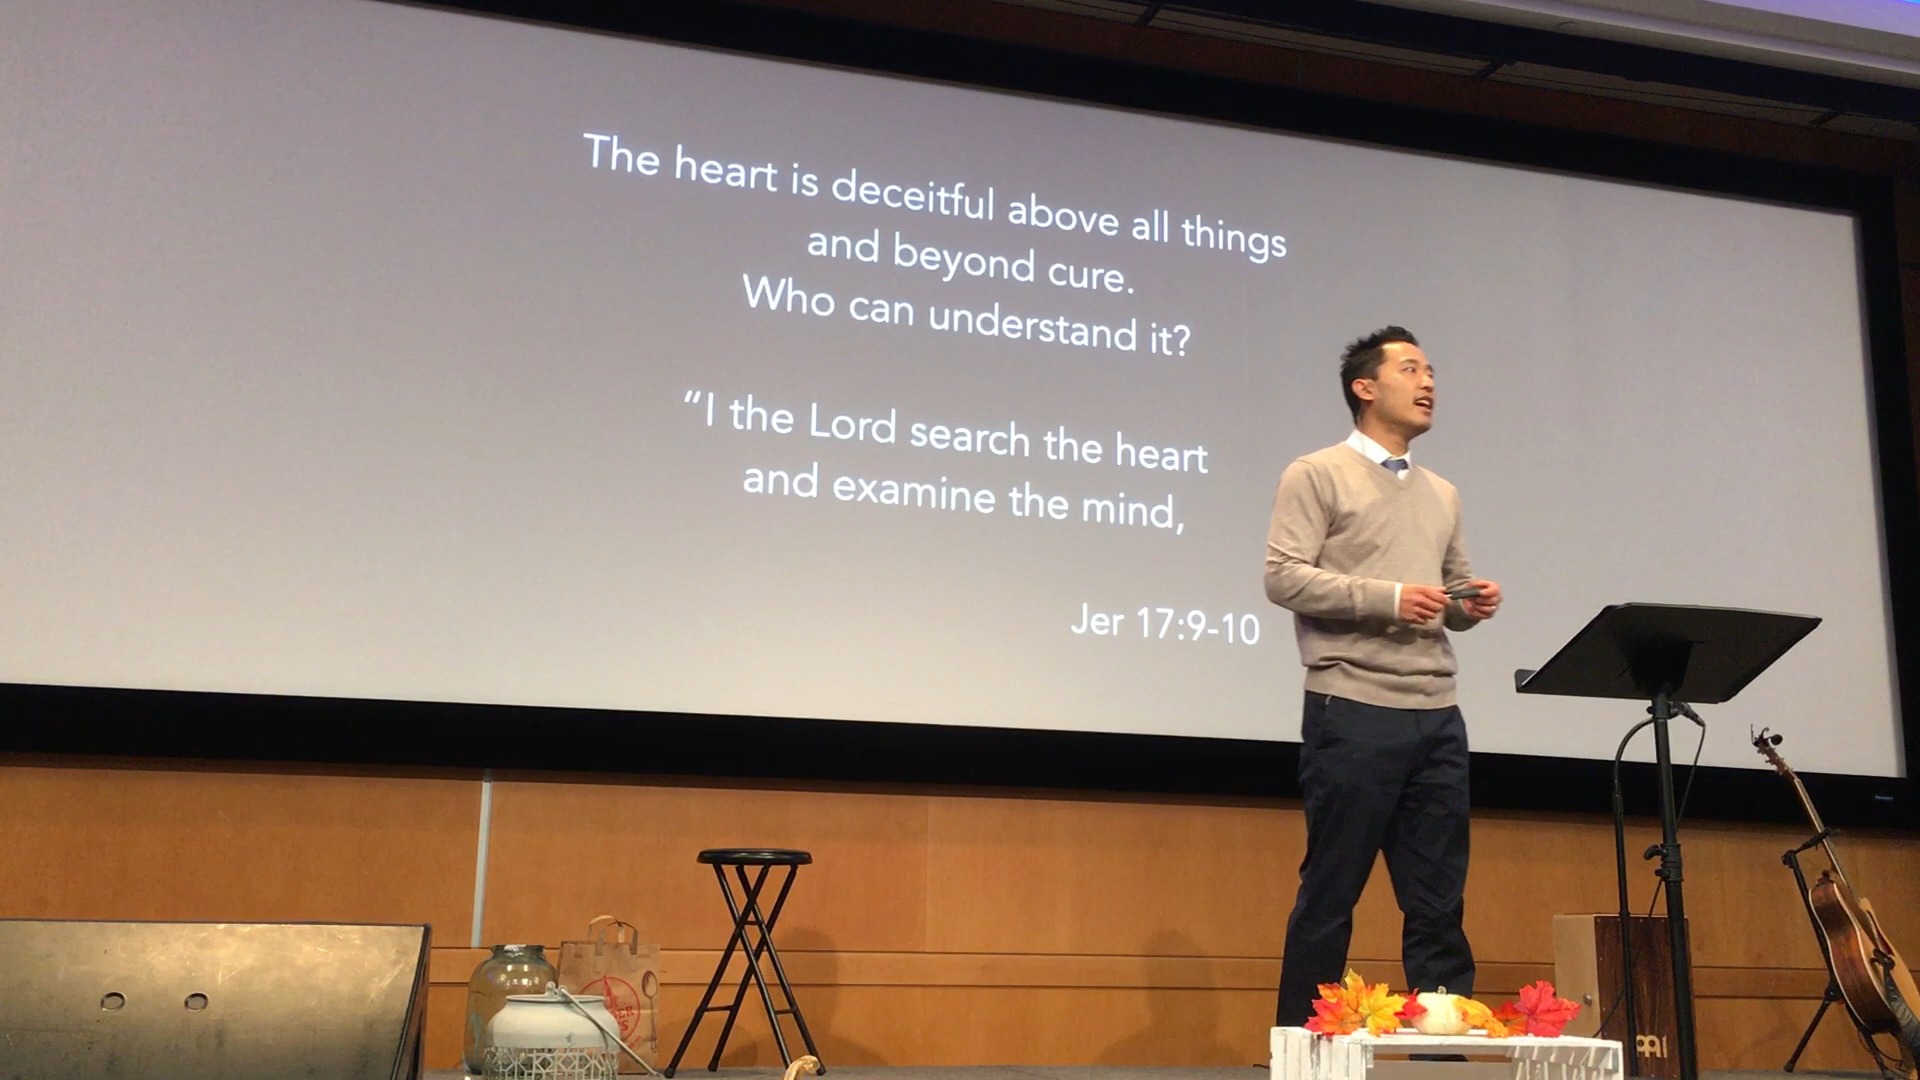 The heart is deceitful above all things
and beyond cure.
Who can understand it?
“I the Lord search the heart
and examine the mind,
Jer 17:9-10